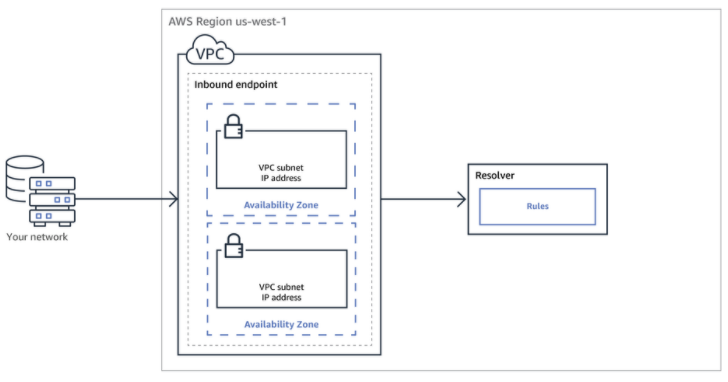 AWS Region us-west-1
VPC
Inbound endpoint
VPC subnet
IP address
Availability Zone
VPC subnet
IP address
Availability Zone
Your network
Resolver
Rules